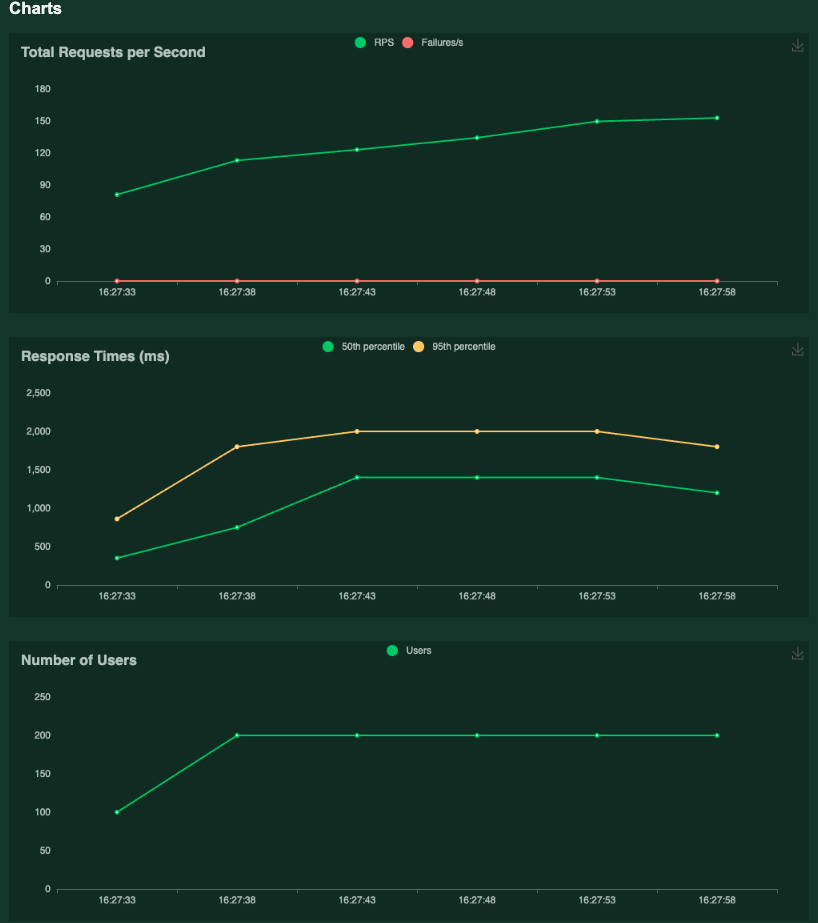 Charts
Total Requests per Second
RPS Failures/s
180
150
120
90
60
30
0
16:27:33 16:27:38 16:27:43 16:27:48 16:27:53 16:27:58
Response Times (ms)
50th percentile 95th percentile
2,500
2,000
1,500
1,000
500
0
16:27:33 16:27:38 16:27:43 16:27:48 16:27:53 16:27:58
Number of Users
Users
250
200
150
100
50
0
16:27:33 16:27:38 16:27:43 16:27:48 16:27:53 16:27:58